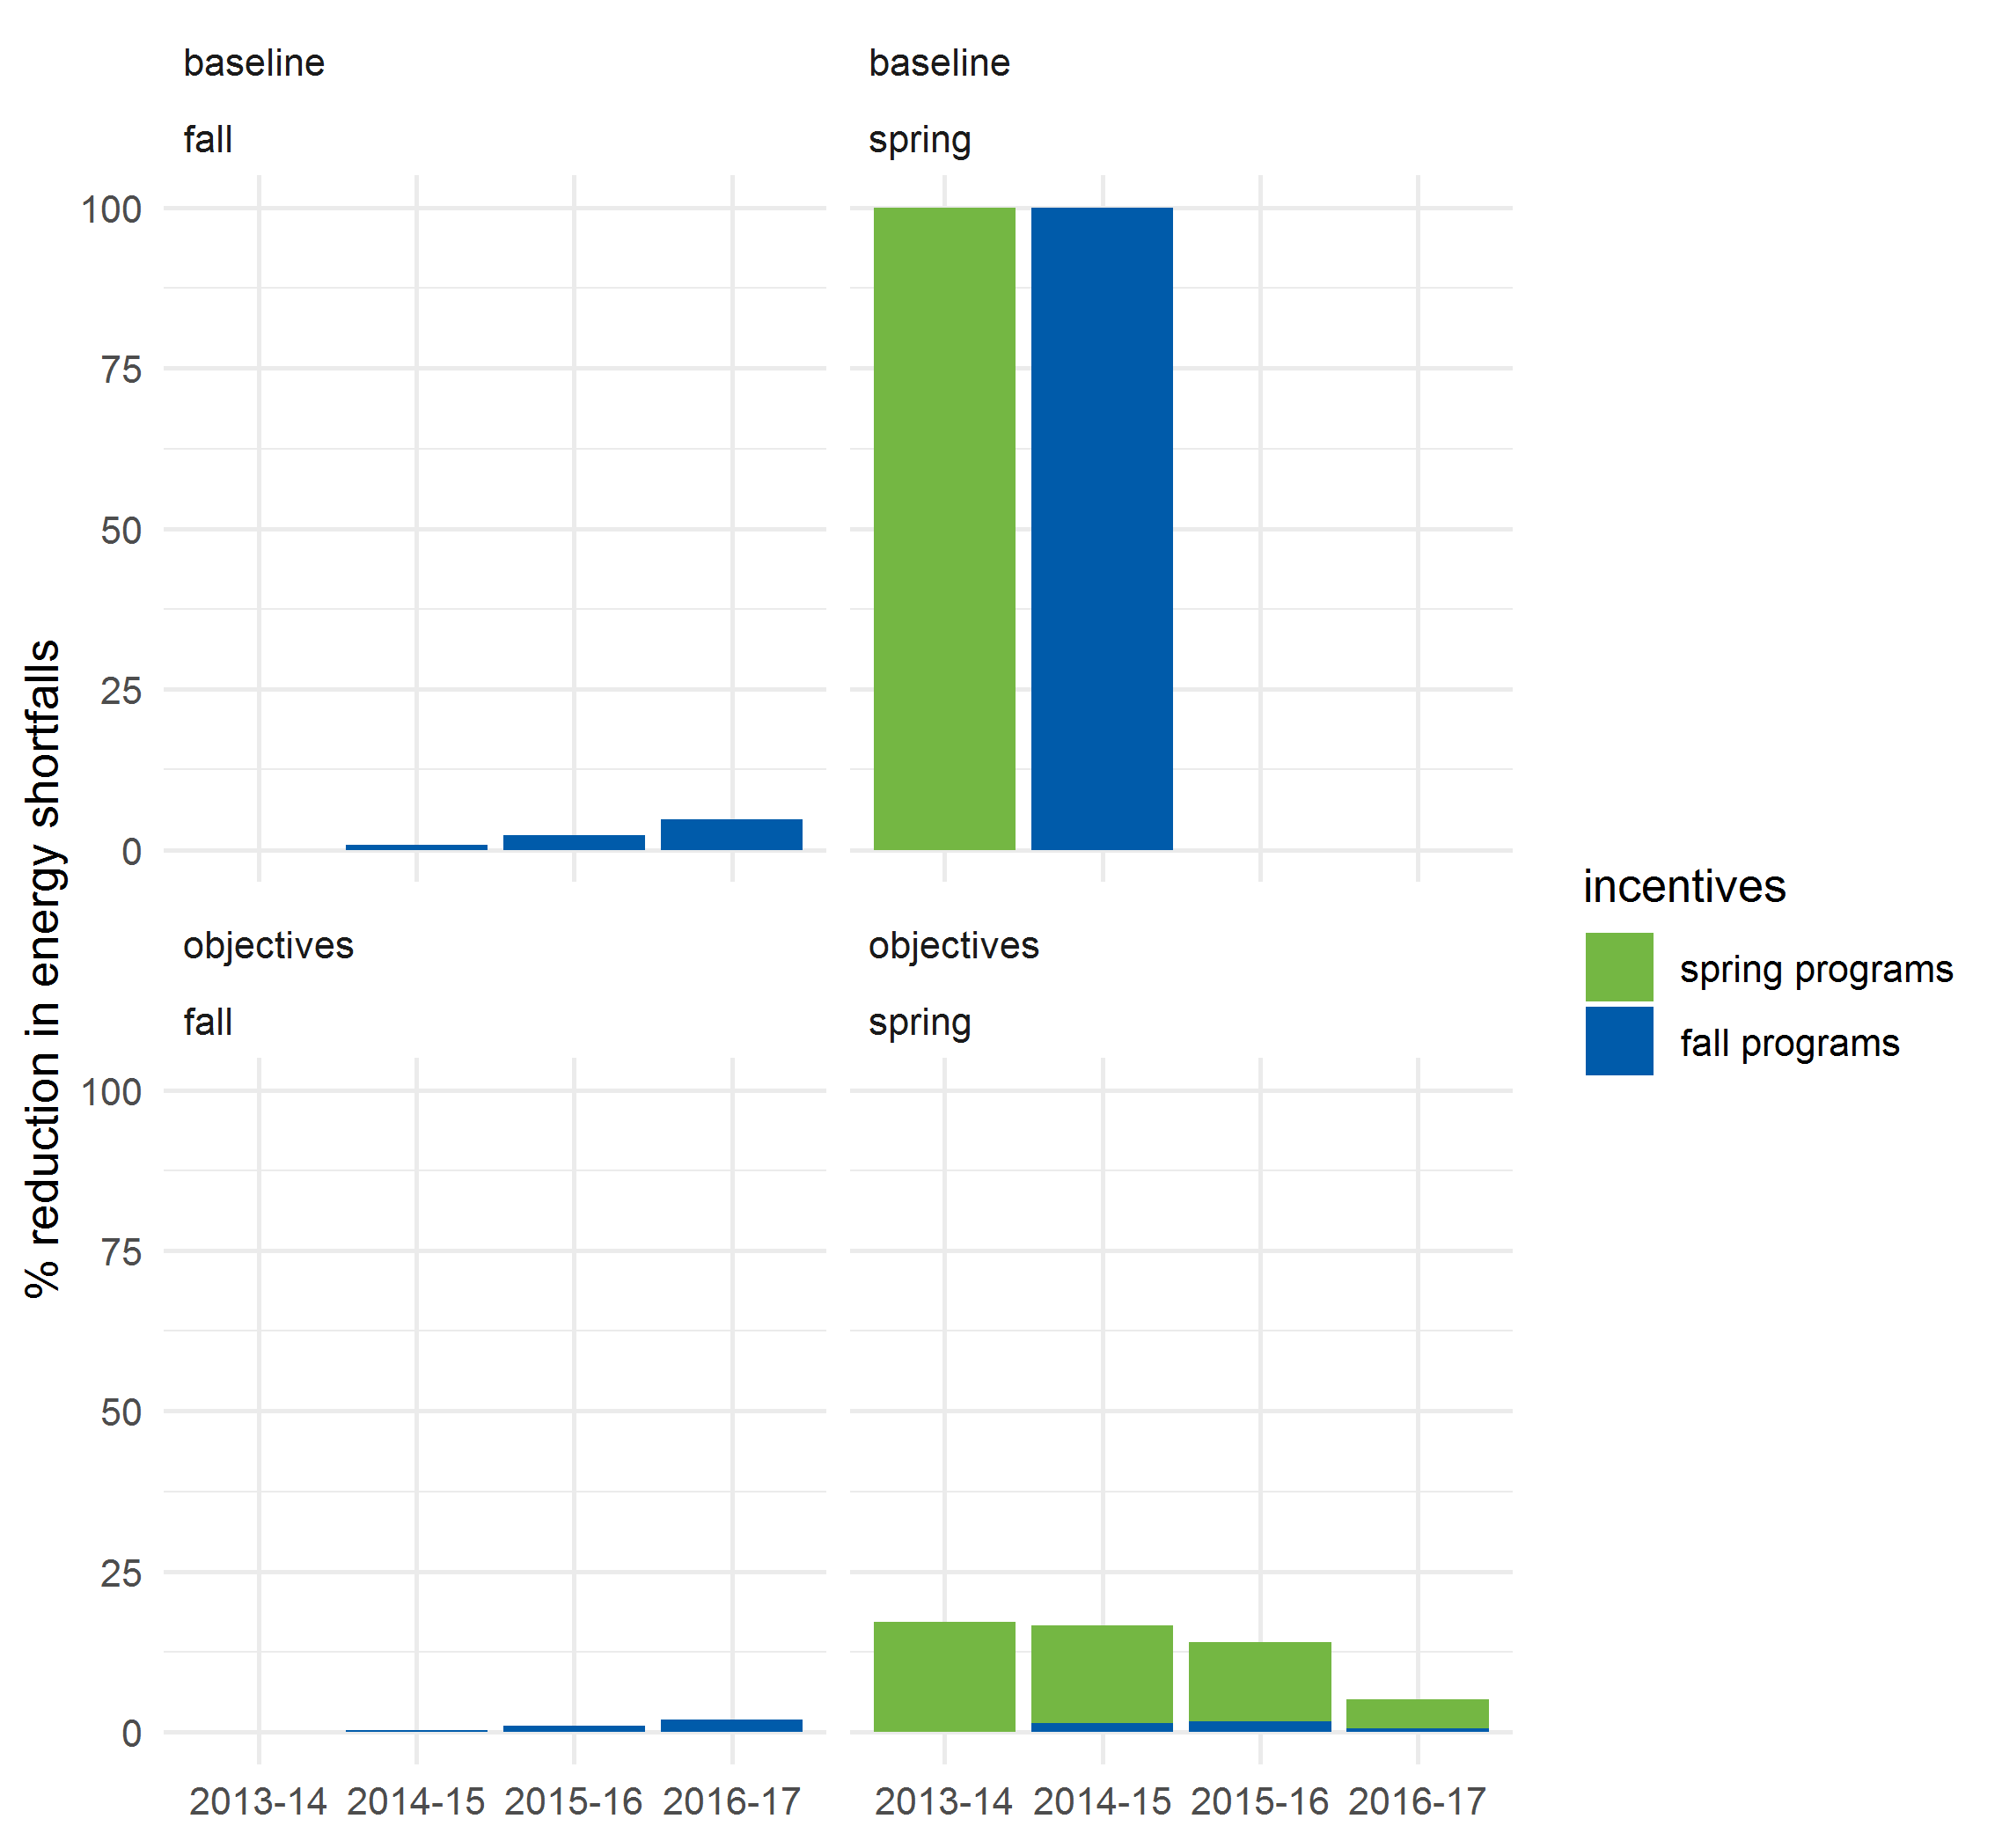 baseline
fall
baseline
spring
100
75
50
25
0
% reduction in energy shortfalls
objectives
fall
objectives
spring
100
75
50
25
0
2013-14 2014-15 2015-16 2016-17
2013-14 2014-15 2015-16 2016-17
incentives
spring programs
fall programs